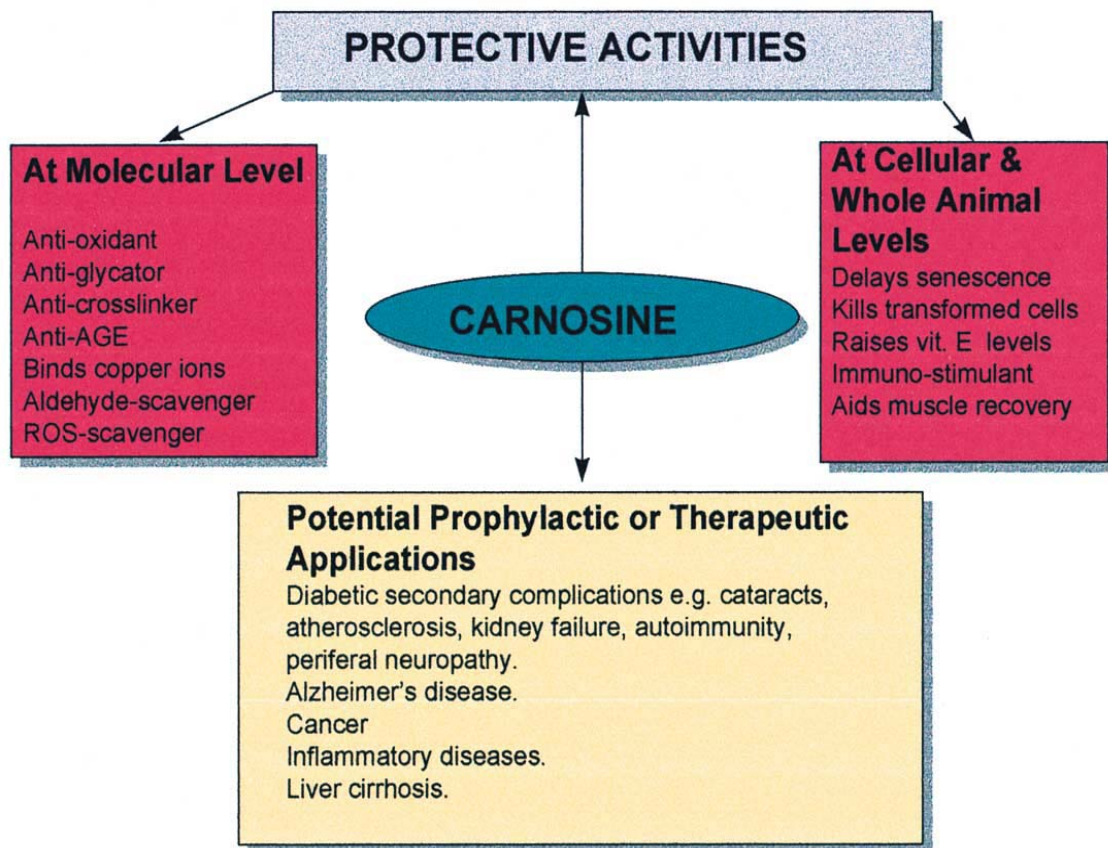 PROTECTIVE ACTIVITIES
At Molecular Level
Anti-oxidant
Anti-glycator
Anti-crosslinker
Anti-AGE
Binds copper ions
Aldehyde-scavenger
ROS-scavenger
CARNOSINE
At Cellular &
Whole Animal
Levels
Delays senescence
Kills transformed cells
Raises vit. E levels
Immuno-stimulant
Aids muscle recovery
Potential Prophylactic or Therapeutic
Applications
Diabetic secondary complications e.g. cataracts,
atherosclerosis, kidney failure, autoimmunity,
periferal neuropathy.
Alzheimer's disease.
Cancer
Inflammatory diseases.
Liver cirrhosis.